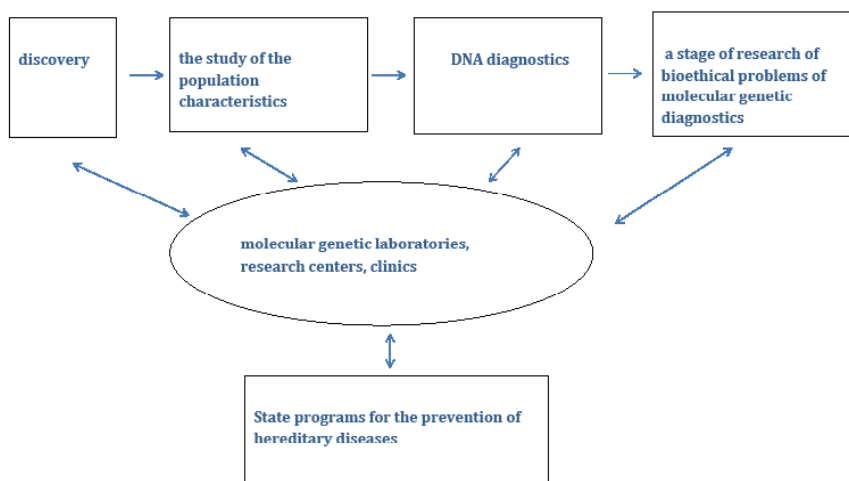 discovery
the study of the
population
characteristics
DNA diagnostics
a stage of research of
bioethical problems of
molecular genetic
diagnostics
molecular genetic laboratories,
research centers, clinics
State programs for the prevention of
hereditary diseases